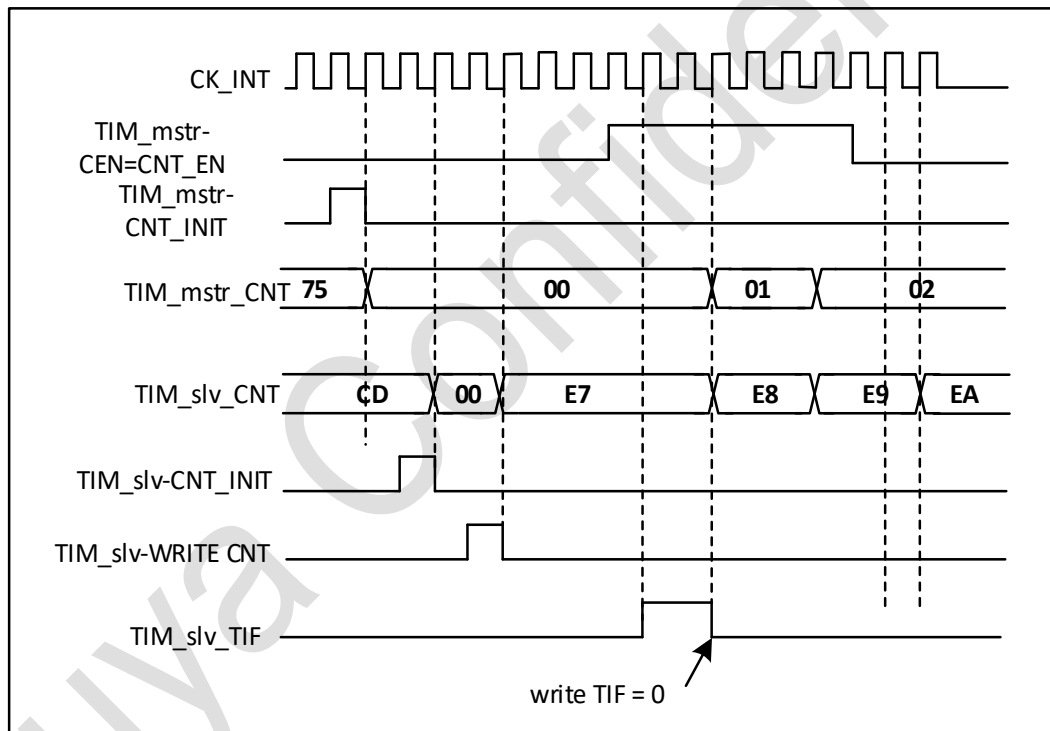 CK_INT
TIM_mstr-
CEN=CNT_EN
TIM_mstr-
CNT_INIT
TIM_mstr_CNT 75 00 01 02
TIM_slv_CNT CD 00 E7 E8 E9 EA
TIM_slv-CNT_INIT
TIM_slv-WRITE CNT
TIM_slv_TIF
write TIF = 0